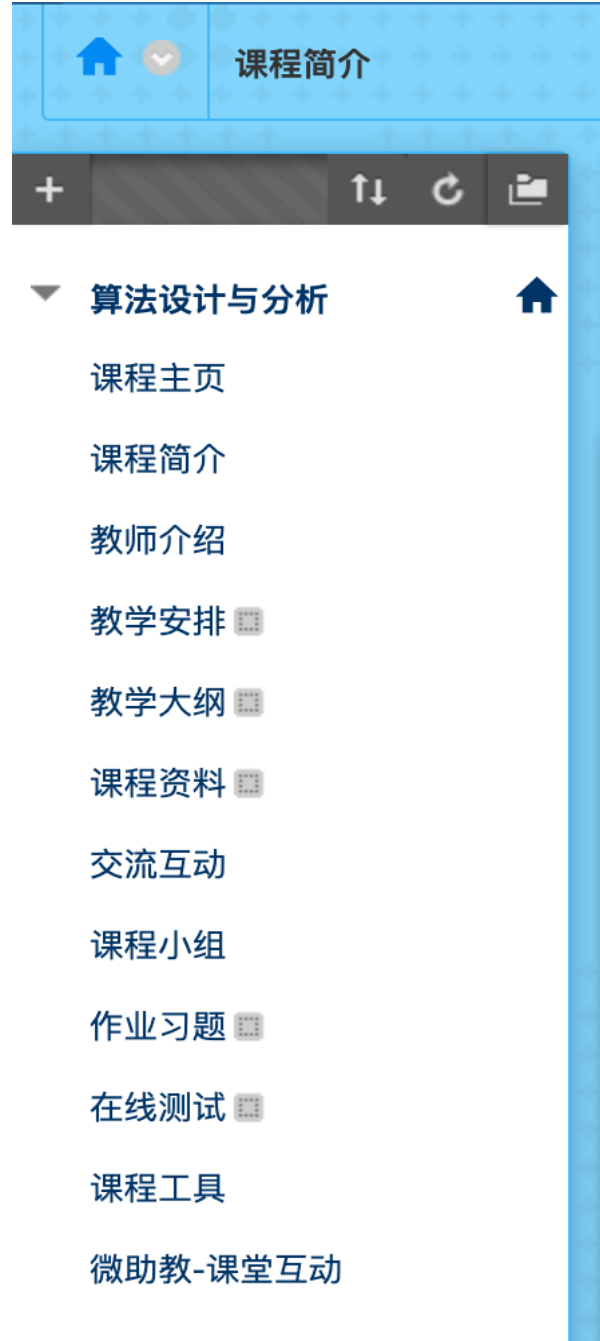 课程简介
算法设计与分析
课程主页
课程简介
教师介绍
教学安排
教学大纲
课程资料
交流互动
课程小组
作业习题
在线测试
课程工具
微助教-课堂互动